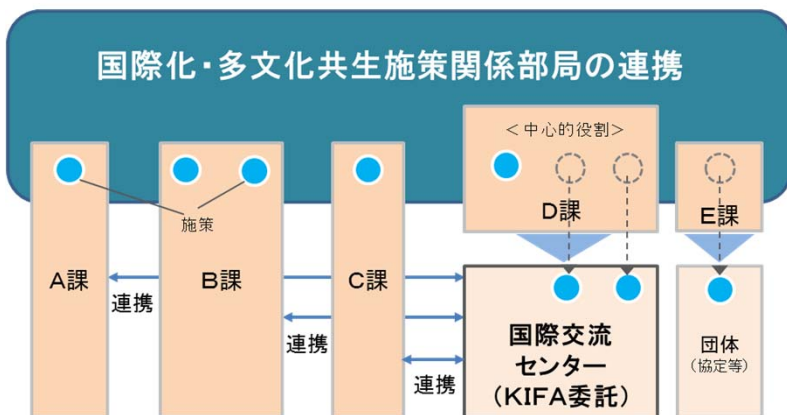 国際化・多文化共生施策関係部局の連携
＜中心的役割＞
施策
D課
E課
A課
B課
C課
連携
連携
連携
国際交流
センター
（KIFA委託）
団体
（協定等）